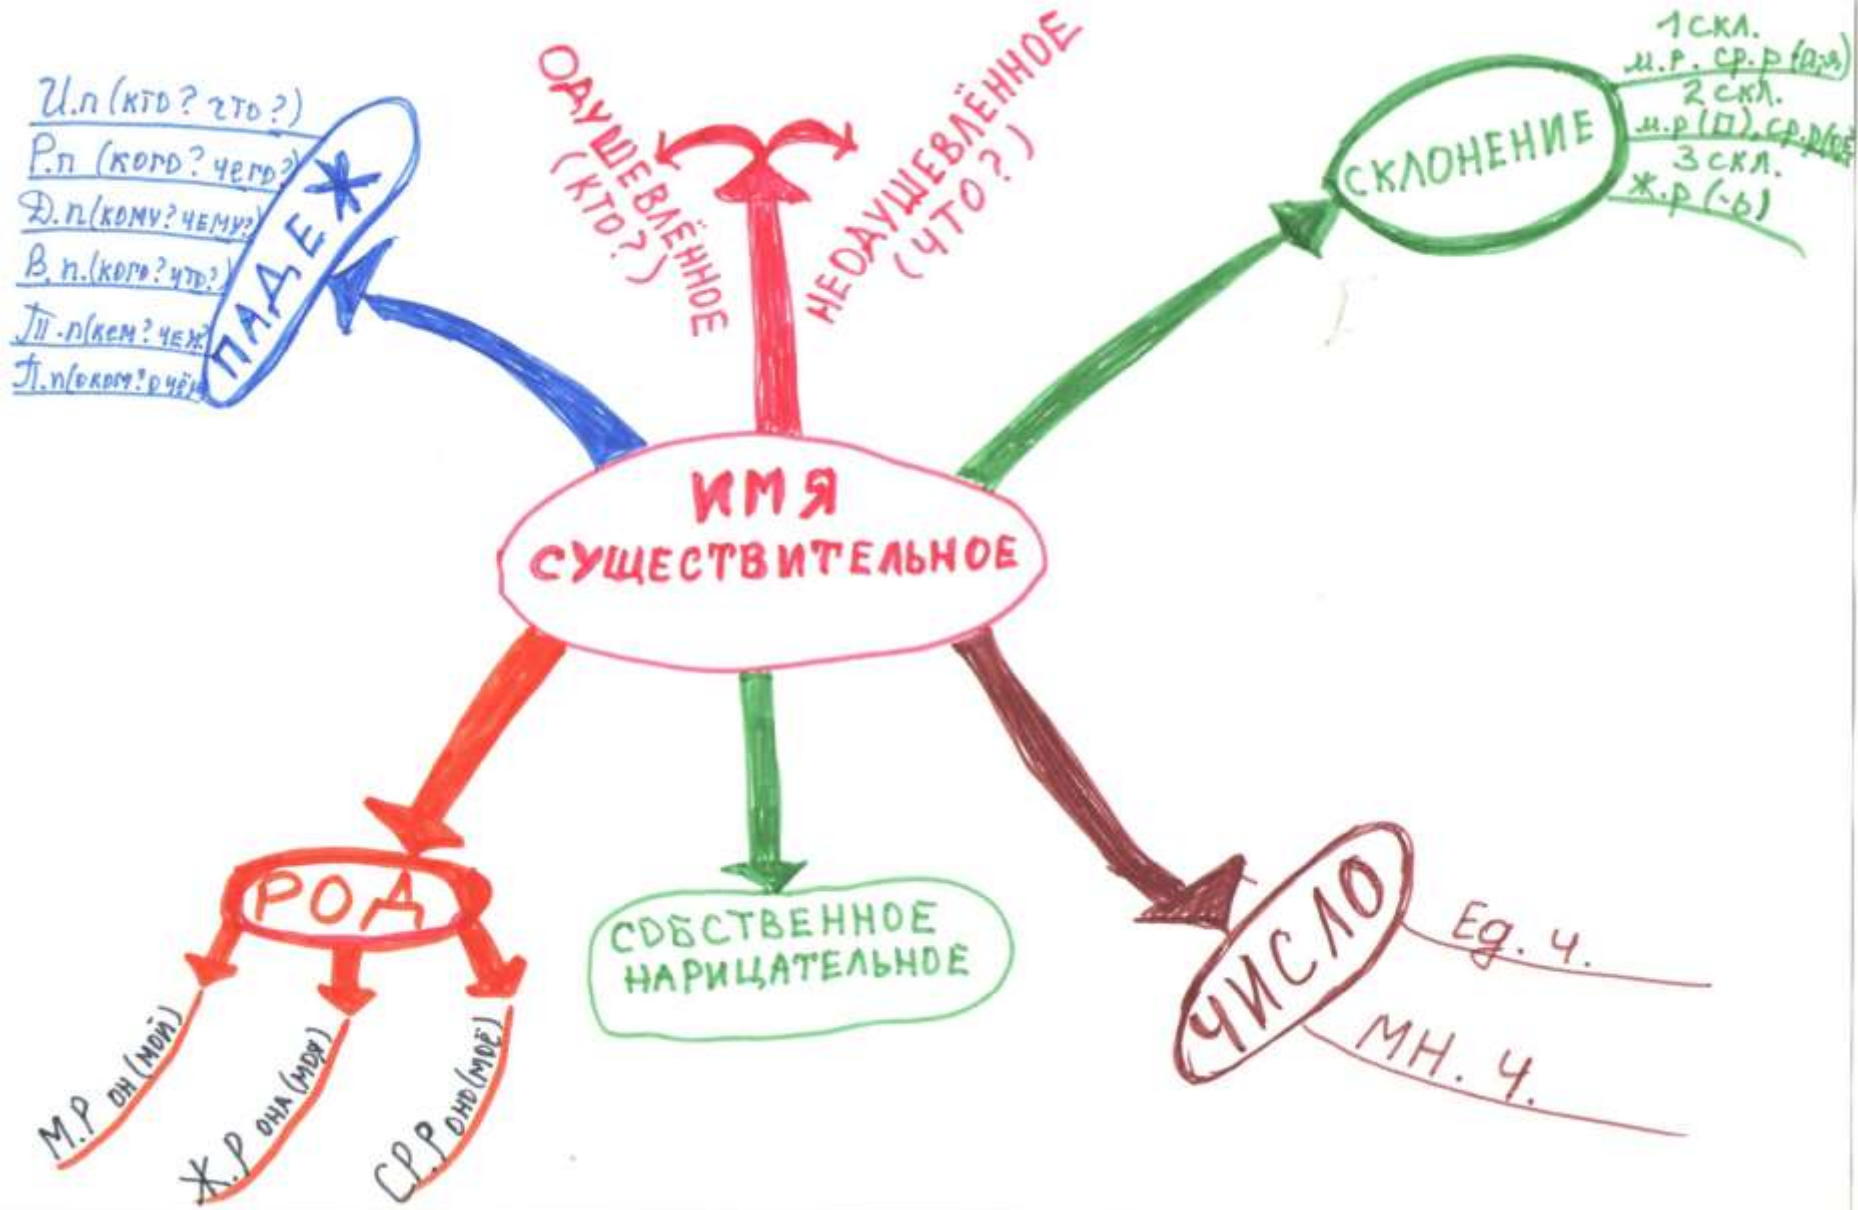 И.п (кто? что?)
Р.п (кого? чего?
Д.п (кому? чему?
В.п. (кого? что?)
Т.п (кем? чем
П.п (о ком? о чём
ПАДЕЖ
ОДУШЕВЛЁННОЕ
(КТО?)
НЕОДУШЕВЛЁННОЕ
(ЧТО?)
СКЛОНЕНИЕ
1 СКЛ.
м.р. ср.р (а,я)
2 СКЛ.
м.р (П), ср.р
3 СКЛ.
Ж.р (-ь)
ИМЯ
СУЩЕСТВИТЕЛЬНОЕ
РОД
М.Р ОН (МОЙ)
Ж.Р ОНА (МОЯ)
СР.Р ОНО (МОЁ)
СОБСТВЕННОЕ
НАРИЦАТЕЛЬНОЕ
ЧИСЛО
Ед. ч.
МН. Ч.